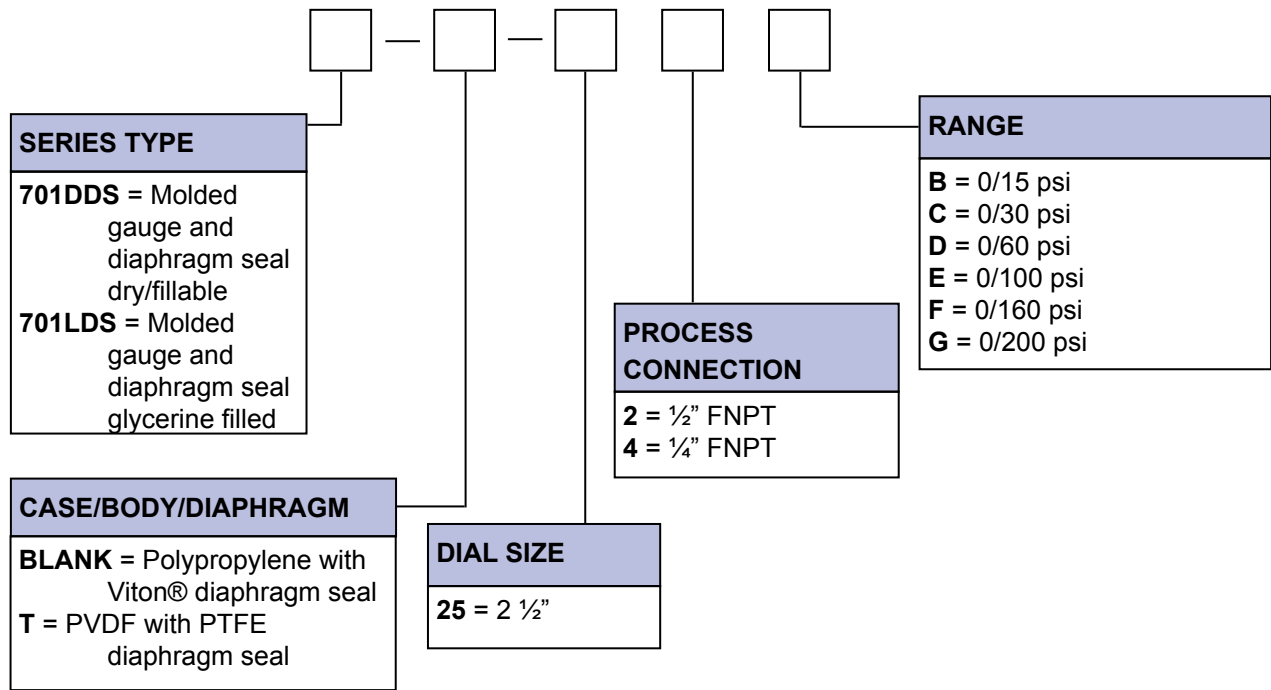 SERIES TYPE
701DDS = Molded
gauge and
diaphragm seal
dry/fillable
701LDS = Molded
gauge and
diaphragm seal
glycerine filled
CASE/BODY/DIAPHRAGM
BLANK = Polypropylene with
Viton® diaphragm seal
T = PVDF with PTFE
diaphragm seal
DIAL SIZE
25 = 2 ½”
PROCESS
CONNECTION
2 = ½” FNPT
4 = ¼” FNPT
RANGE
B = 0/15 psi
C = 0/30 psi
D = 0/60 psi
E = 0/100 psi
F = 0/160 psi
G = 0/200 psi